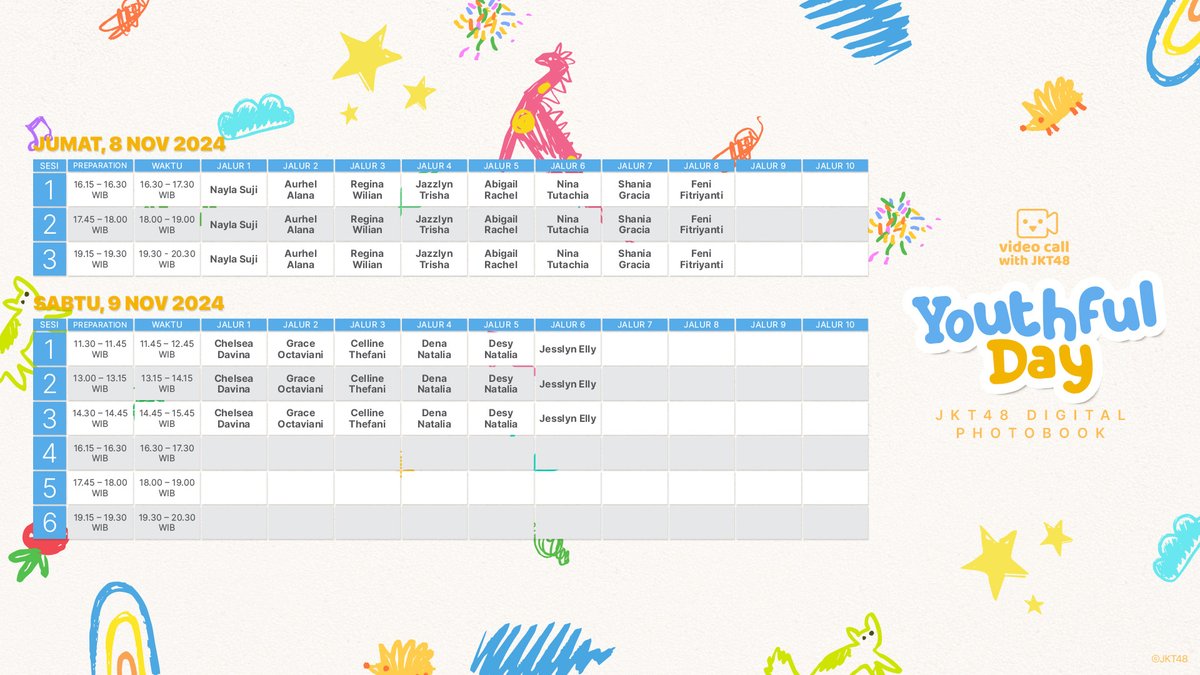 JUMAT, 8 NOV 2024
SESI PREPARATION WAKTU JALUR 1 JALUR 2 JALUR 3 JALUR 4 JALUR 5 JALUR 6 JALUR 7 JALUR 8 JALUR 9 JALUR 10
1 16.15 – 16.30 WIB 16.30 – 17.30 WIB Nayla Suji Aurhel Alana Regina Wilian Jazzlyn Trisha Abigail Rachel Nina Tutachia Shania Gracia Feni Fitriyanti
2 17.45 – 18.00 WIB 18.00 – 19.00 WIB Nayla Suji Aurhel Alana Regina Wilian Jazzlyn Trisha Abigail Rachel Nina Tutachia Shania Gracia Feni Fitriyanti
3 19.15 – 19.30 WIB 19.30 - 20.30 WIB Nayla Suji Aurhel Alana Regina Wilian Jazzlyn Trisha Abigail Rachel Nina Tutachia Shania Gracia Feni Fitriyanti
SABTU, 9 NOV 2024
SESI PREPARATION WAKTU JALUR 1 JALUR 2 JALUR 3 JALUR 4 JALUR 5 JALUR 6 JALUR 7 JALUR 8 JALUR 9 JALUR 10
1 11.30 – 11.45 WIB 11.45 – 12.45 WIB Chelsea Davina Grace Octaviani Celline Thefani Dena Natalia Desy Natalia Jesslyn Elly
2 13.00 – 13.15 WIB 13.15 – 14.15 WIB Chelsea Davina Grace Octaviani Celline Thefani Dena Natalia Desy Natalia Jesslyn Elly
3 14.30 – 14.45 WIB 14.45 – 15.45 WIB Chelsea Davina Grace Octaviani Celline Thefani Dena Natalia Desy Natalia Jesslyn Elly
4 16.15 – 16.30 WIB 16.30 – 17.30 WIB
5 17.45 – 18.00 WIB 18.00 – 19.00 WIB
6 19.15 – 19.30 WIB 19.30 – 20.30 WIB
video call
with JKT48
Youthful
Day
JKT48 DIGITAL
PHOTOBOOK
©JKT48